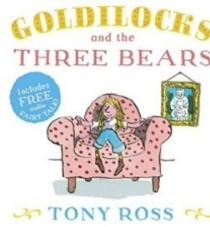 GOLDILOCKS
and the
THREE BEARS
Includes
FREE
audio
FAIRY TALE!
TONY ROSS